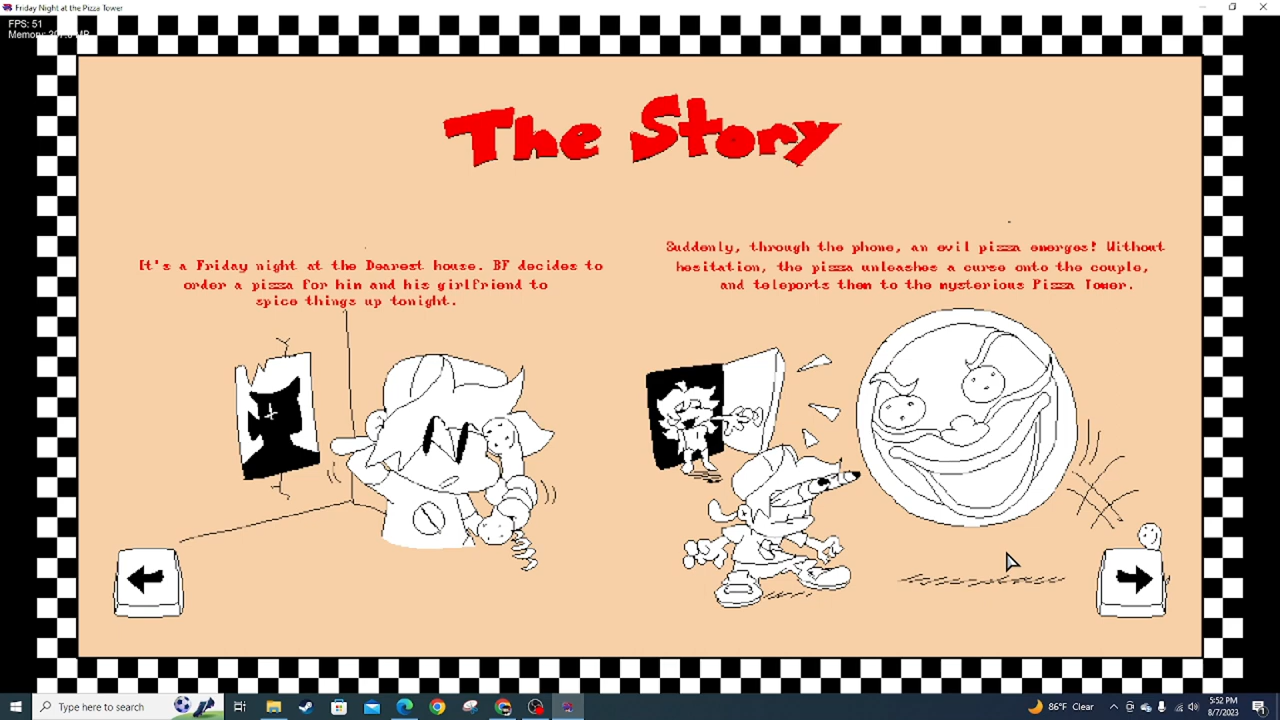 Friday Night at the Pizza Tower
FPS: 51
The Story
It's a Friday night at the Dearest house. BF decides to
order a pizza for him and his girlfriend to
spice things up tonight.
Suddenly, through the phone, an evil pizza emerges! Without
hesitation, the pizza unleashes a curse onto the couple,
and teleports them to the mysterious Pizza Tower.
Type here to search
86°F Clear
5:52 PM
8/7/2023